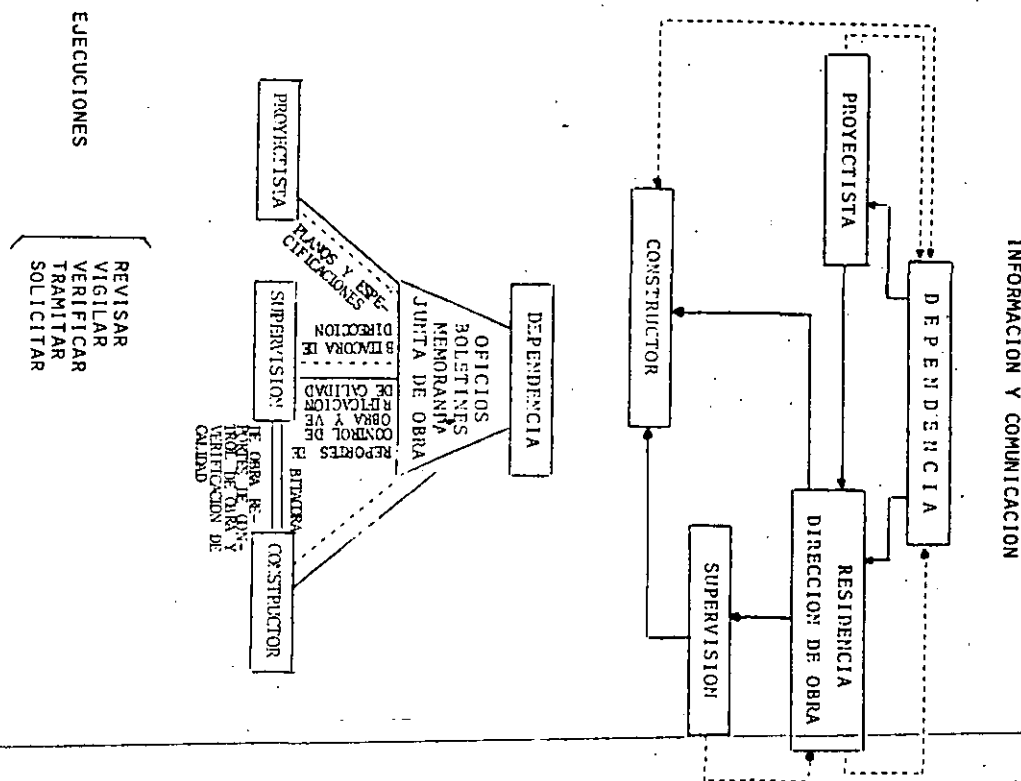 INFORMACION Y COMUNICACION
DEPENDENCIA
PROYECTISTA
RESIDENCIA
DIRECCION DE OBRA
SUPERVISION
CONSTRUCTOR
DEPENDENCIA
OFICIOS
BOLETINES
MEMORANDA
JUNTA DE OBRA
PLANOS Y ESPE-
CIFICACIONES
BITACORA DE
DIRECCION
REPORTES DE
CONTROL DE
OBRA Y VE
RIFICACION
DE CALIDAD
PROYECTISTA
SUPERVISION
BITACORA
DE OBRA RE-
PORTES DE CON-
TROL DE OBRA Y
VERIFICACION DE
CALIDAD
CONSTRUCTOR
EJECUCIONES
REVISAR
VIGILAR
VERIFICAR
TRAMITAR
SOLICITAR